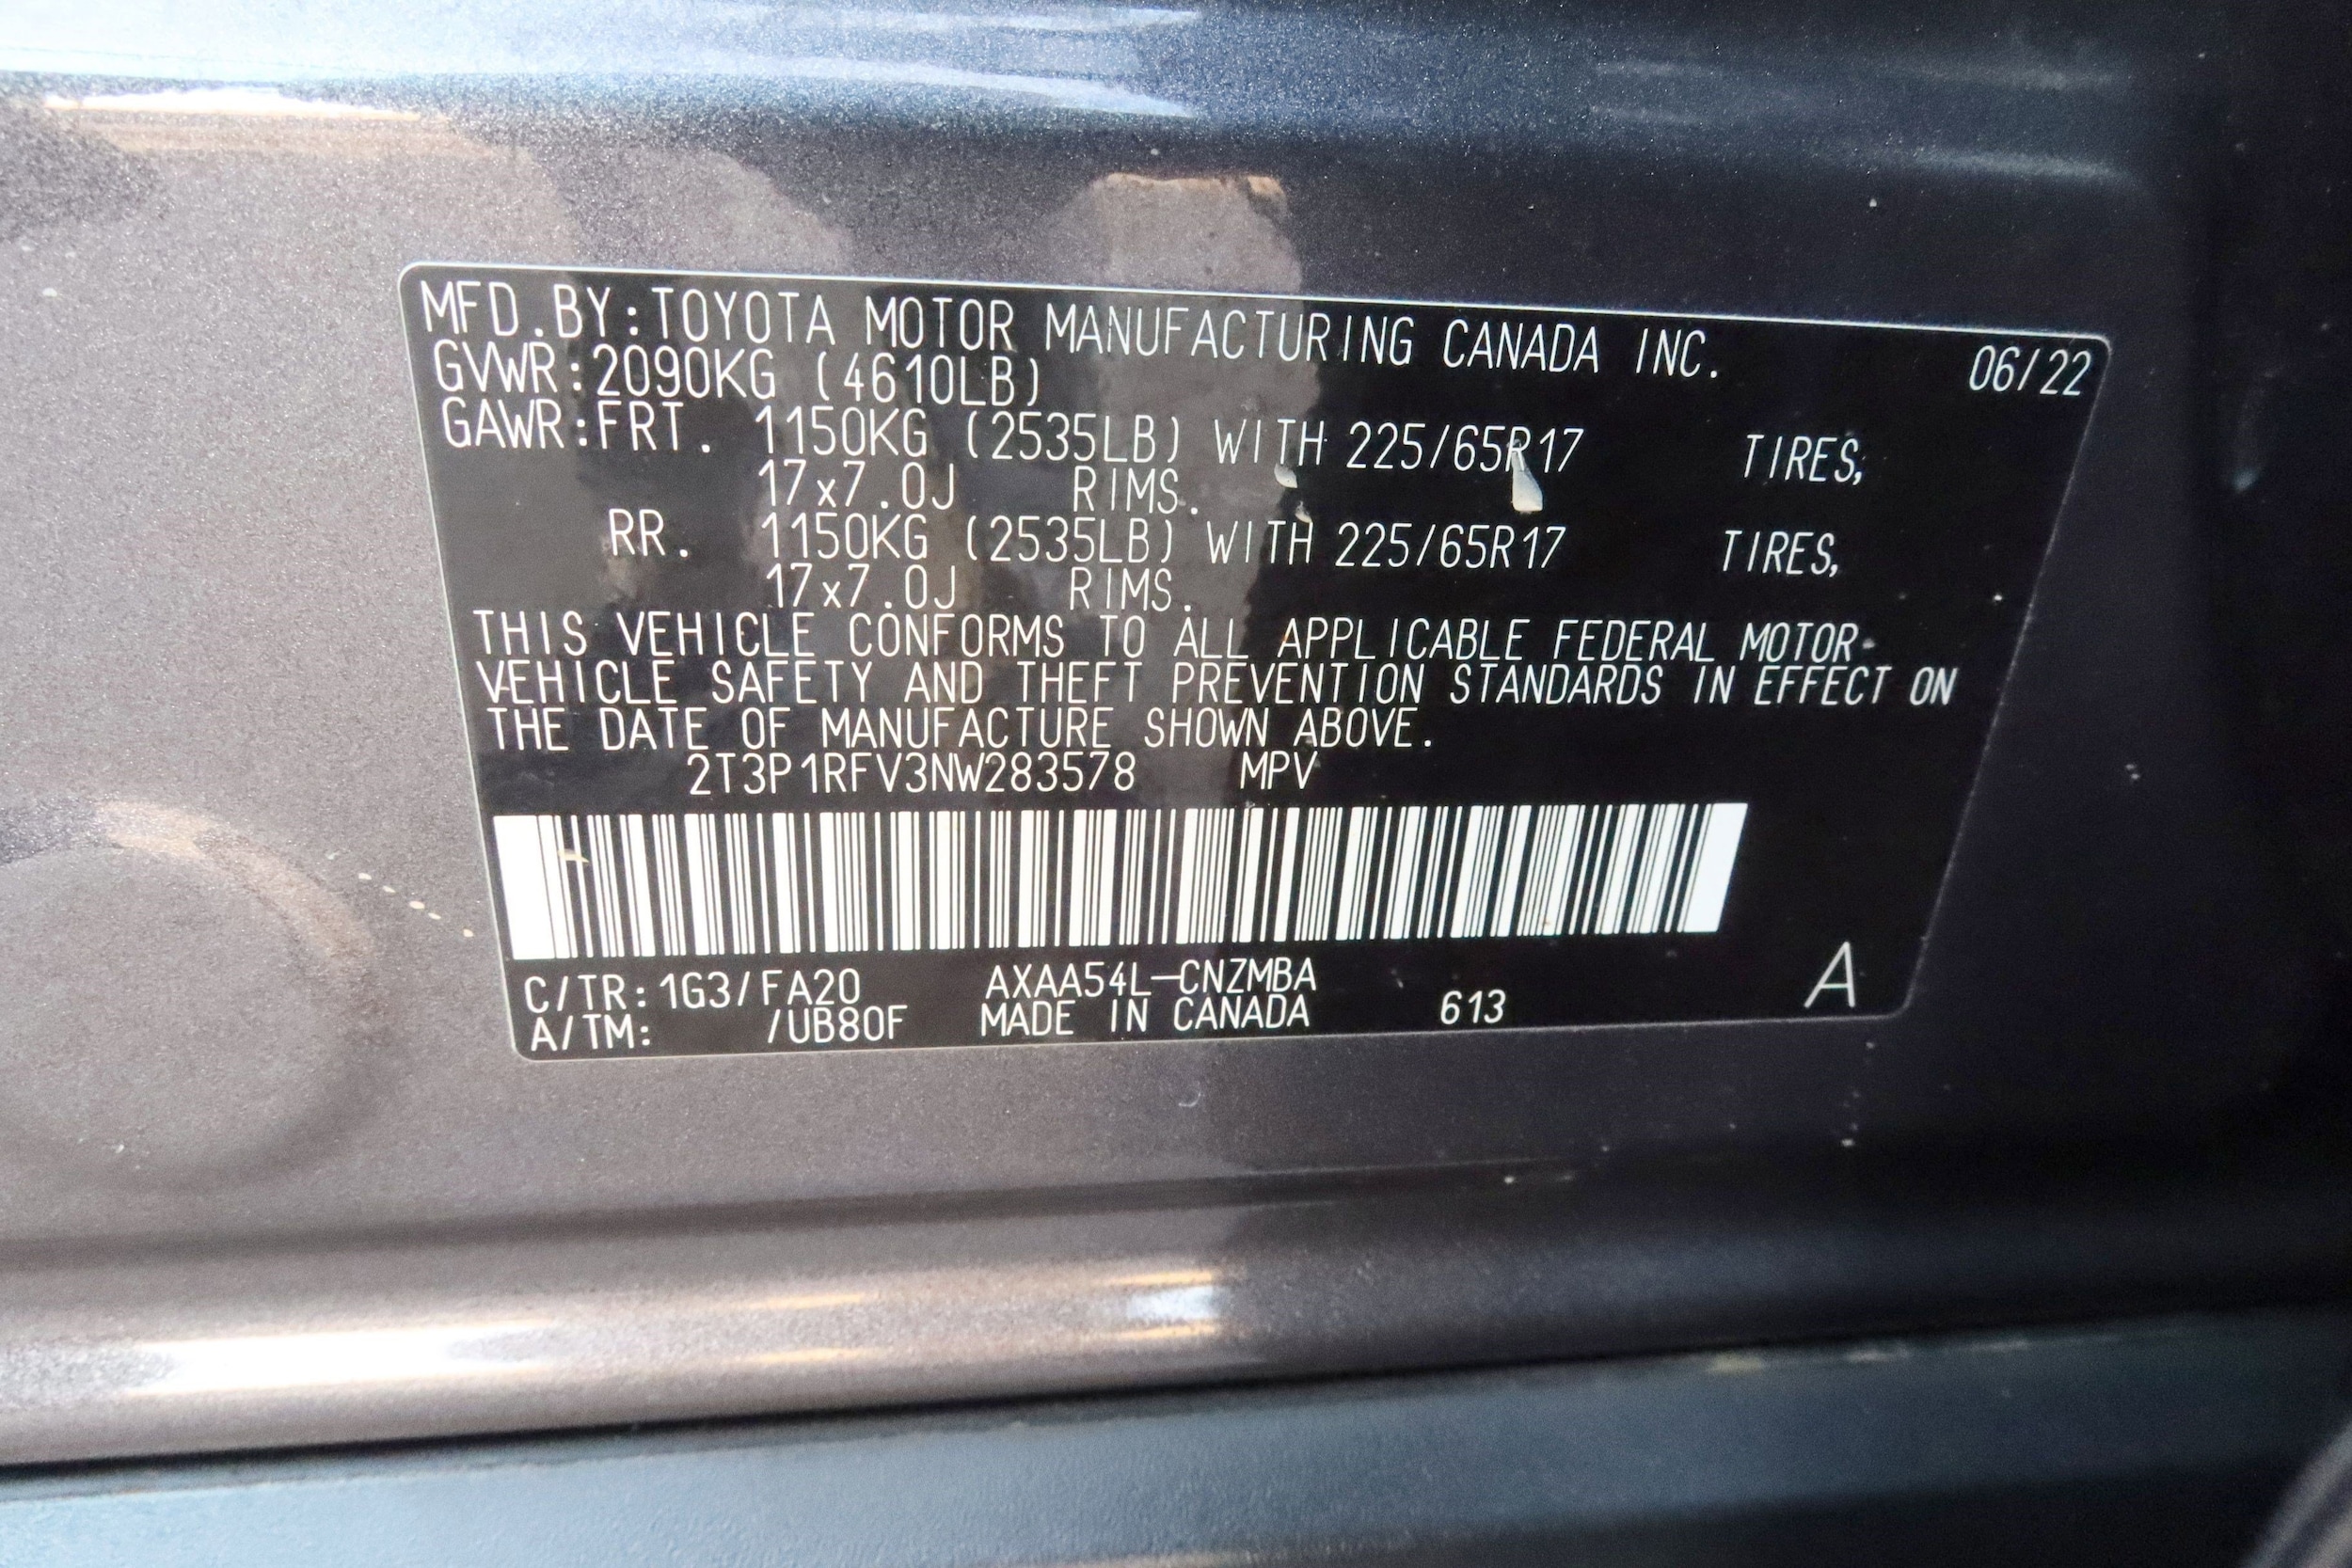 MFD.BY:TOYOTA MOTOR MANUFACTURING CANADA INC. 06/22
GVWR:2090KG (4610LB)
GAWR:FRT. 1150KG (2535LB) WITH 225/65R17 TIRES,
17x7.0J RIMS.
RR. 1150KG (2535LB) WITH 225/65R17 TIRES,
17x7.0J RIMS.
THIS VEHICLE CONFORMS TO ALL APPLICABLE FEDERAL MOTOR
VEHICLE SAFETY AND THEFT PREVENTION STANDARDS IN EFFECT ON
THE DATE OF MANUFACTURE SHOWN ABOVE.
2T3P1RFV3NW283578 MPV
C/TR:1G3/FA20 AXAA54L-CNZMBA
A/TM: /UB80F MADE IN CANADA 613 A